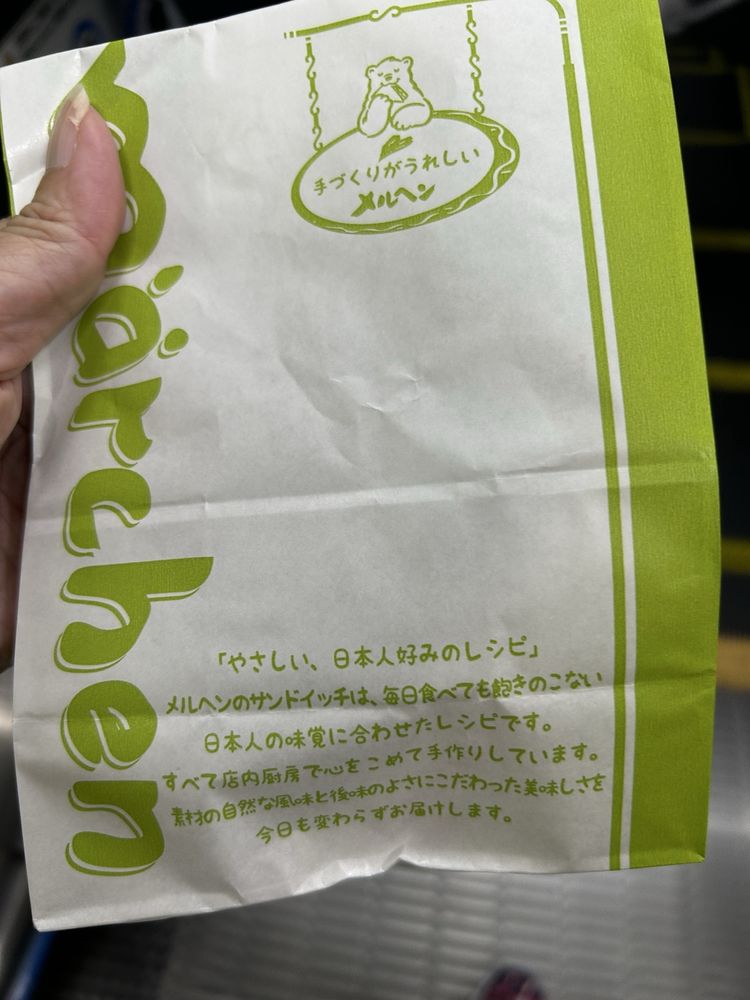 手づくりがうれしい
メルヘン
märchen
「やさしい、日本人好みのレシピ」
メルヘンのサンドイッチは、毎日食べても飽きのこない
日本人の味覚に合わせたレシピです。
すべて店内厨房で心をこめて手作りしています。
素材の自然な風味と後味のよさにこだわった美味しさを
今日も変わらずお届けします。